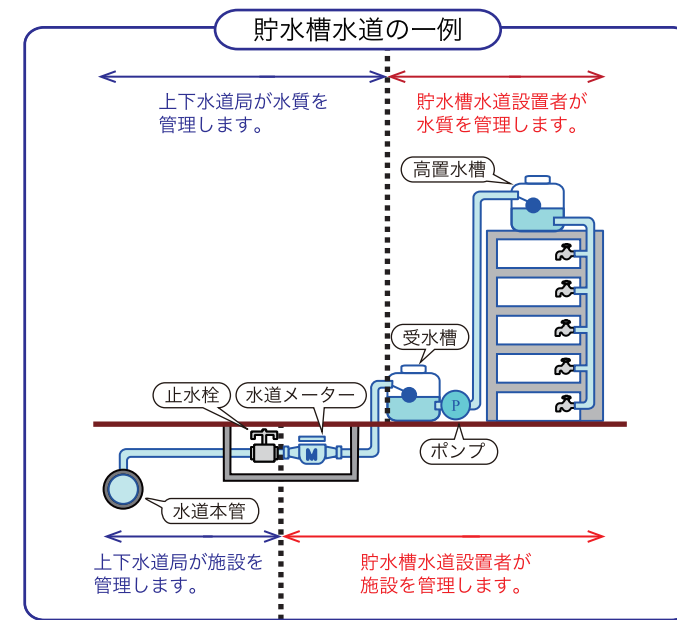 貯水槽水道の一例
上下水道局が水質を
管理します。
貯水槽水道設置者が
水質を管理します。
高置水槽
受水槽
止水栓
水道メーター
P
ポンプ
M
水道本管
上下水道局が施設を
管理します。
貯水槽水道設置者が
施設を管理します。